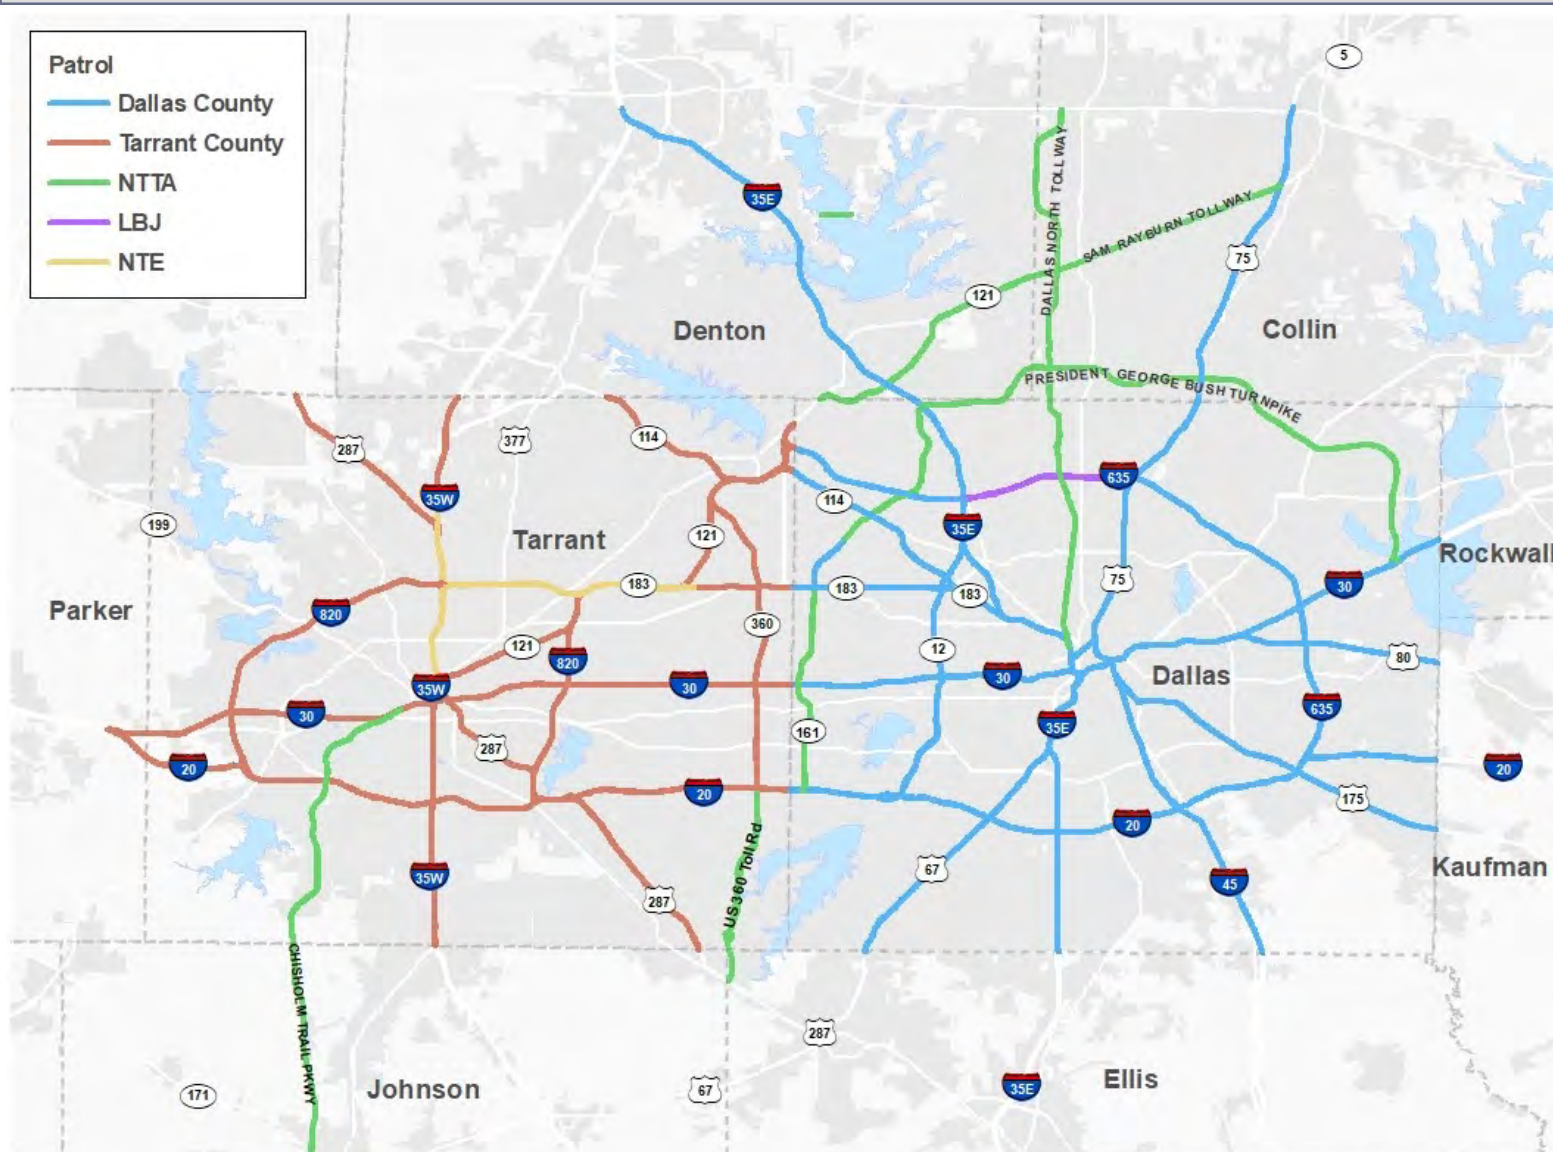 Patrol
Dallas County
Tarrant County
NTTA
LBJ
NTE
5
35E
DALLAS NORTH TOLLWAY
SAM RAYBURN TOLLWAY
75
121
Denton
Collin
PRESIDENT GEORGE BUSH TURNPIKE
287
377
114
35W
635
114
199
Tarrant
121
35E
Rockwall
75
30
183
183
183
Parker
820
360
121
12
820
80
Dallas
35W
30
30
30
635
161
35E
287
20
20
20
175
20
US 360 Toll Rd
67
Kaufman
35W
45
287
CHISHOLM TRAIL PKWY
287
Johnson
67
35E
Ellis
171